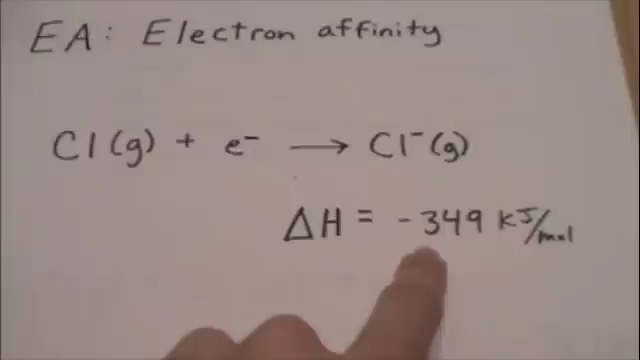 EA: Electron affinity
Cl(g) + e⁻ → Cl⁻(g)
ΔH = -349 kJ/mol